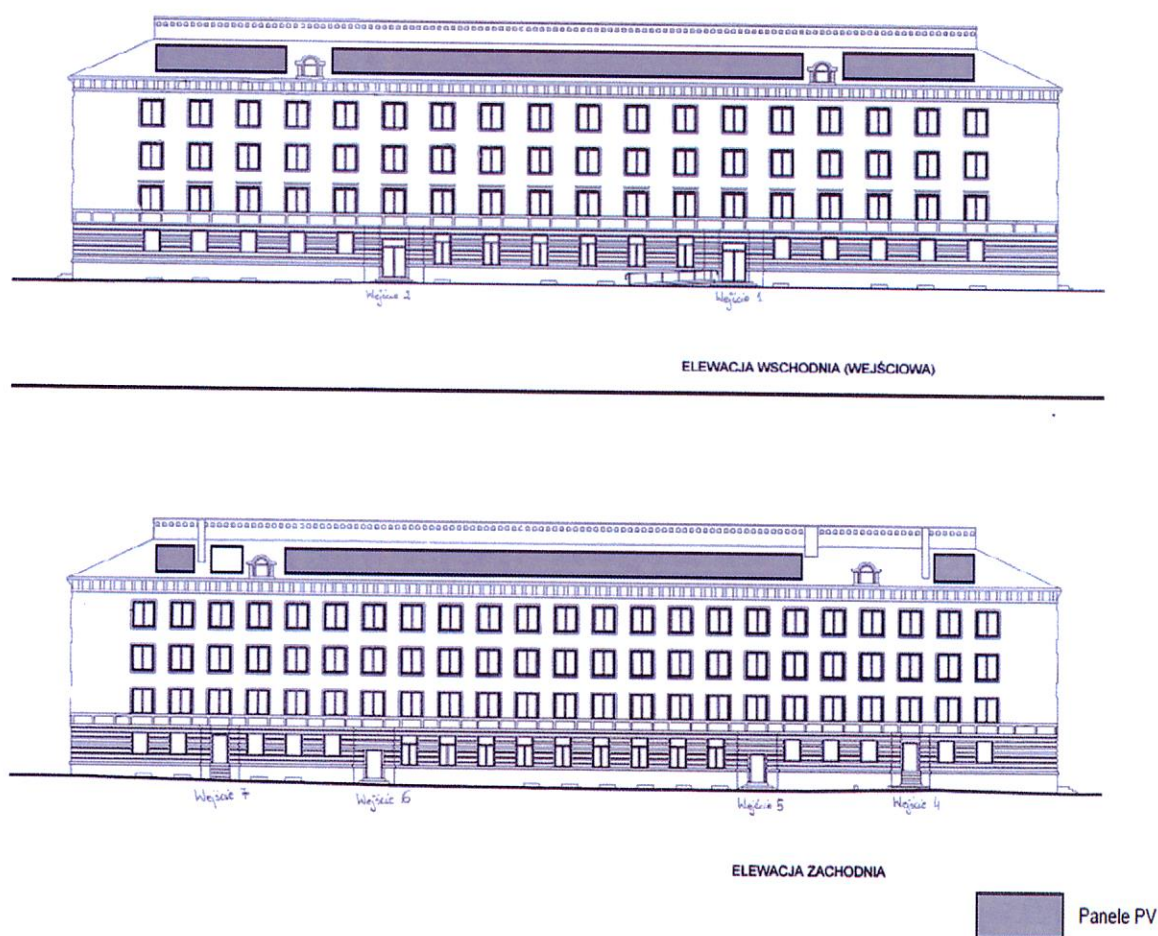 Wejście 2
Wejście 1
ELEWACJA WSCHODNIA (WEJŚCIOWA)
Wejście 7
Wejście 6
Wejście 5
Wejście 4
ELEWACJA ZACHODNIA
Panele PV